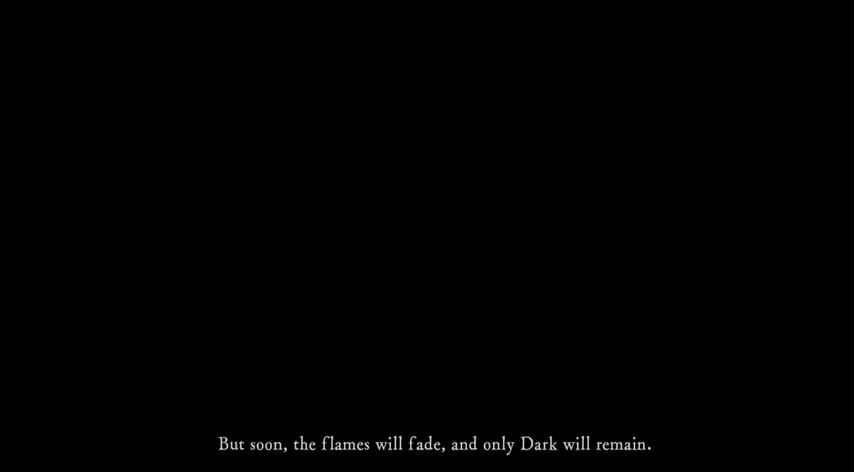 But soon, the flames will fade, and only Dark will remain.